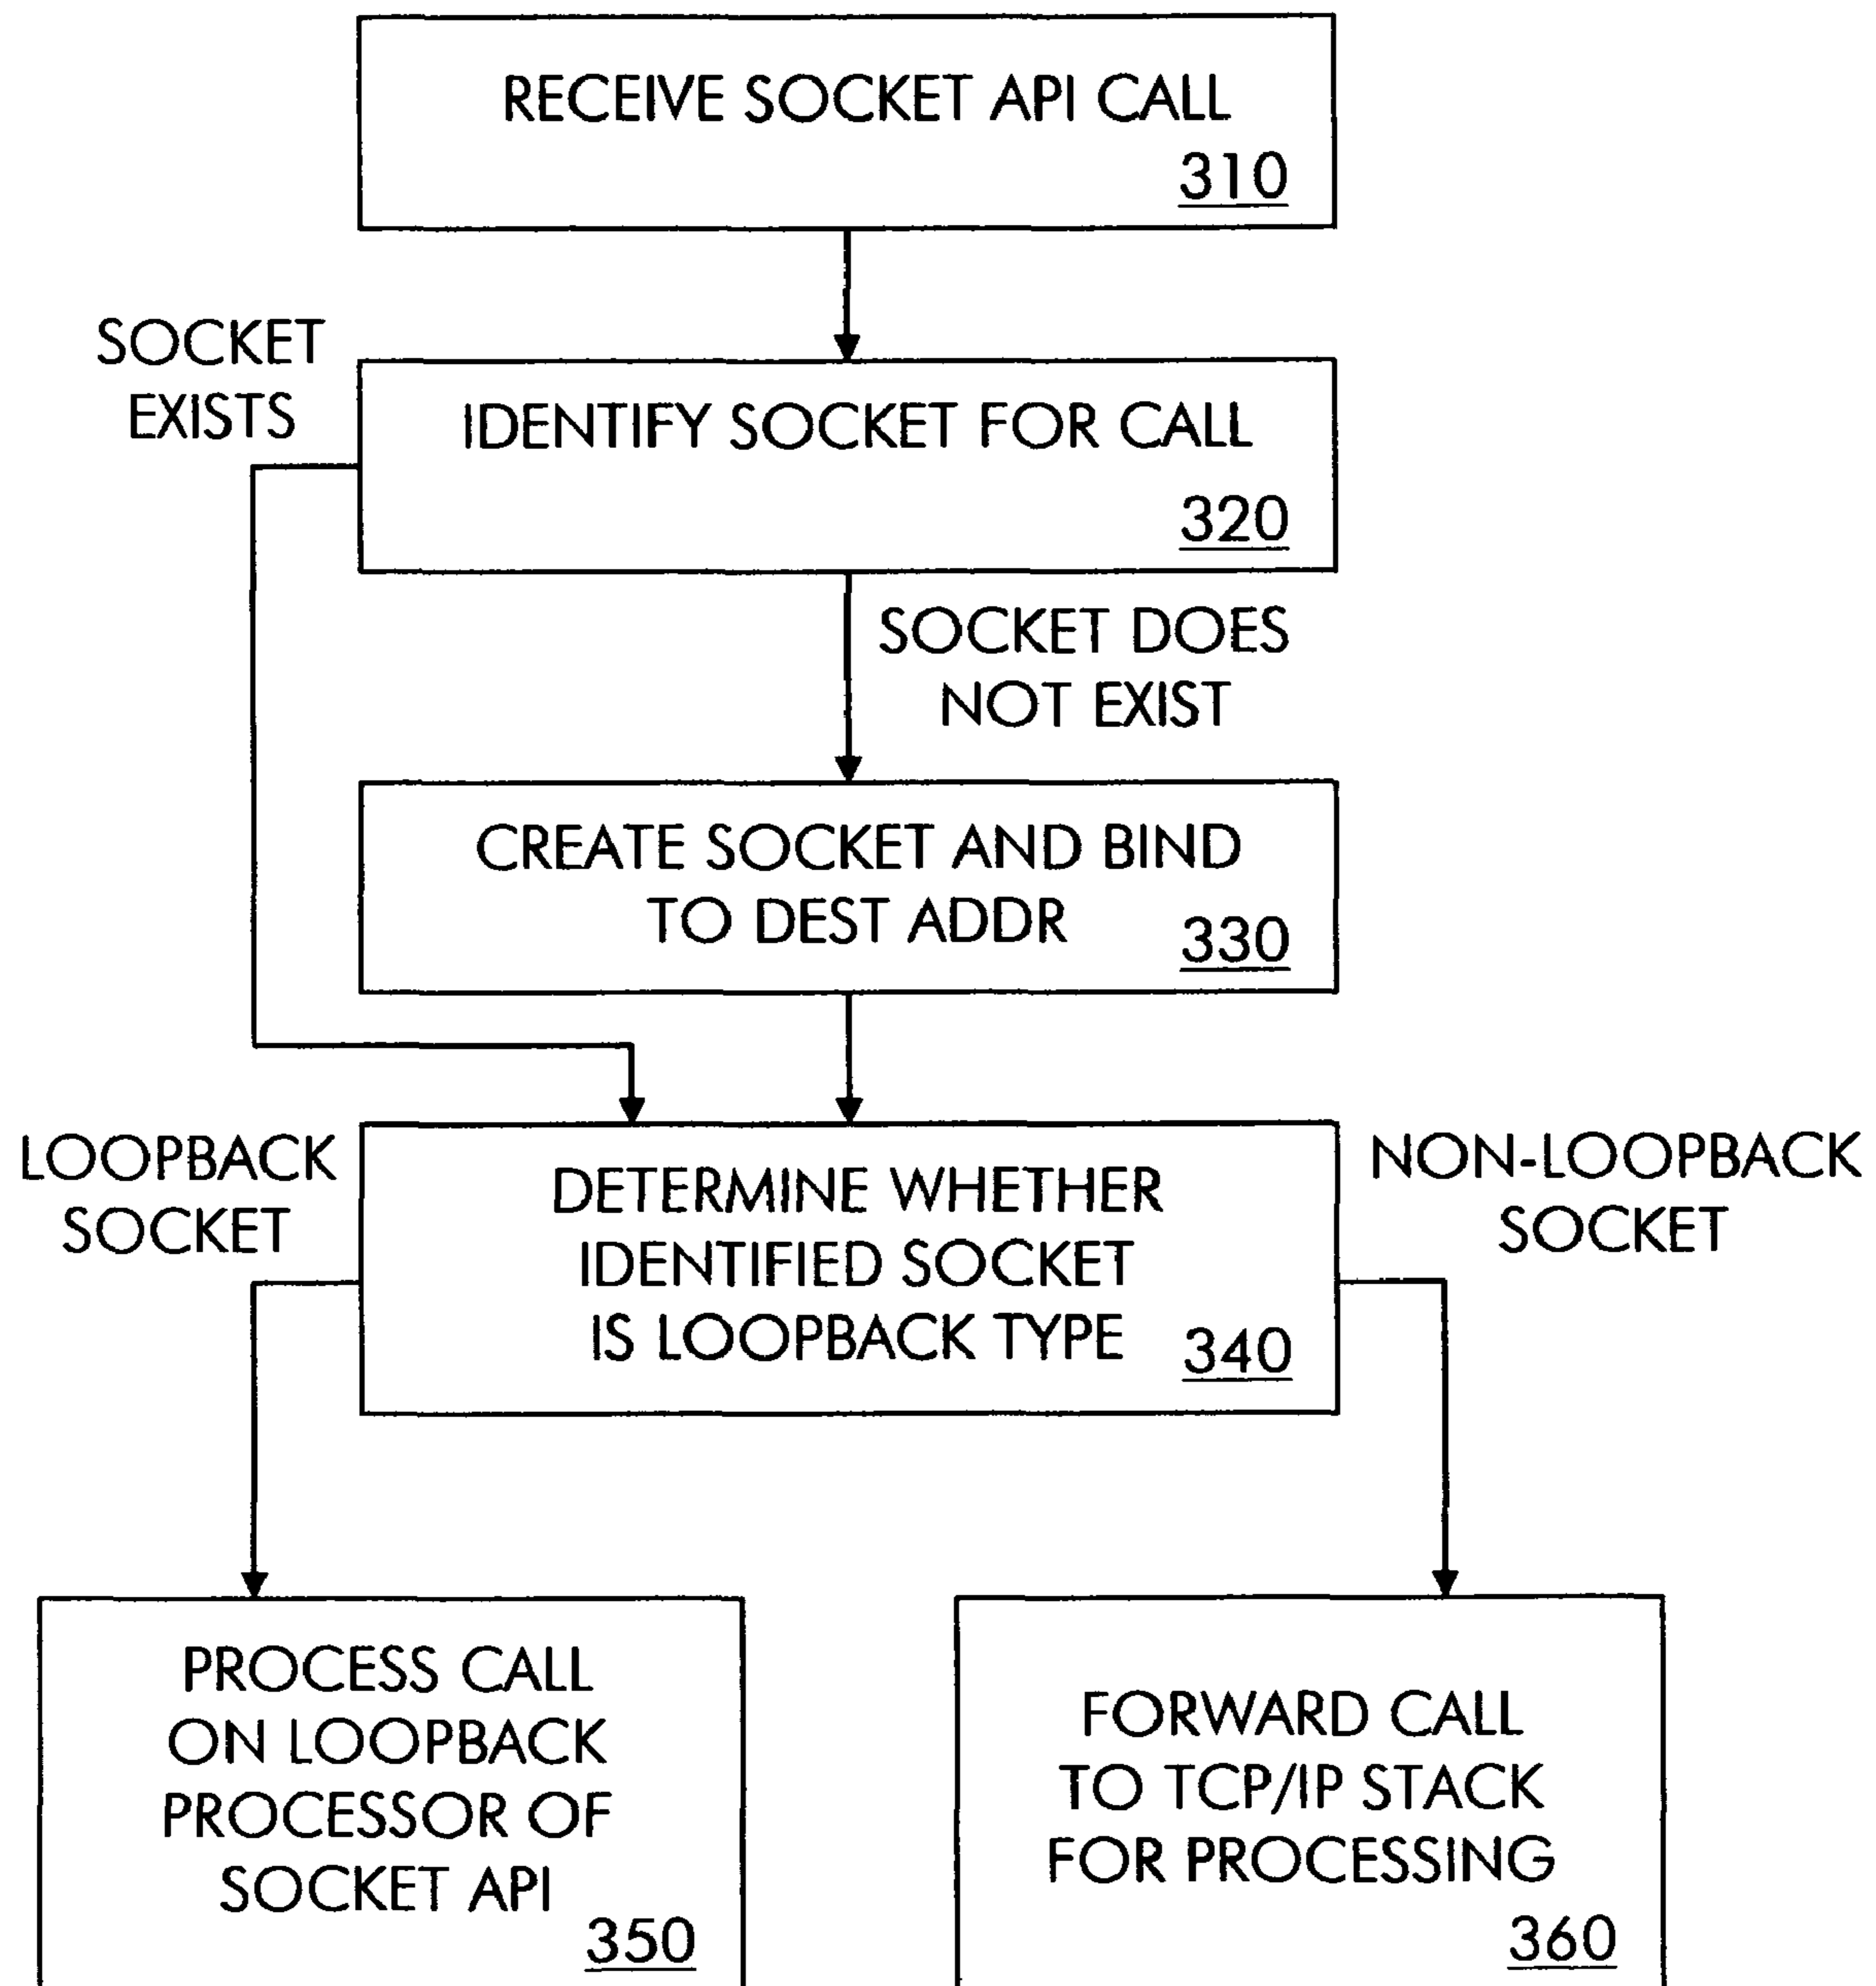 RECEIVE SOCKET API CALL
310
SOCKET
EXISTS
IDENTIFY SOCKET FOR CALL
320
SOCKET DOES
NOT EXIST
CREATE SOCKET AND BIND
TO DEST ADDR
330
LOOPBACK
SOCKET
DETERMINE WHETHER
IDENTIFIED SOCKET
IS LOOPBACK TYPE
340
NON-LOOPBACK
SOCKET
PROCESS CALL
ON LOOPBACK
PROCESSOR OF
SOCKET API
350
FORWARD CALL
TO TCP/IP STACK
FOR PROCESSING
360